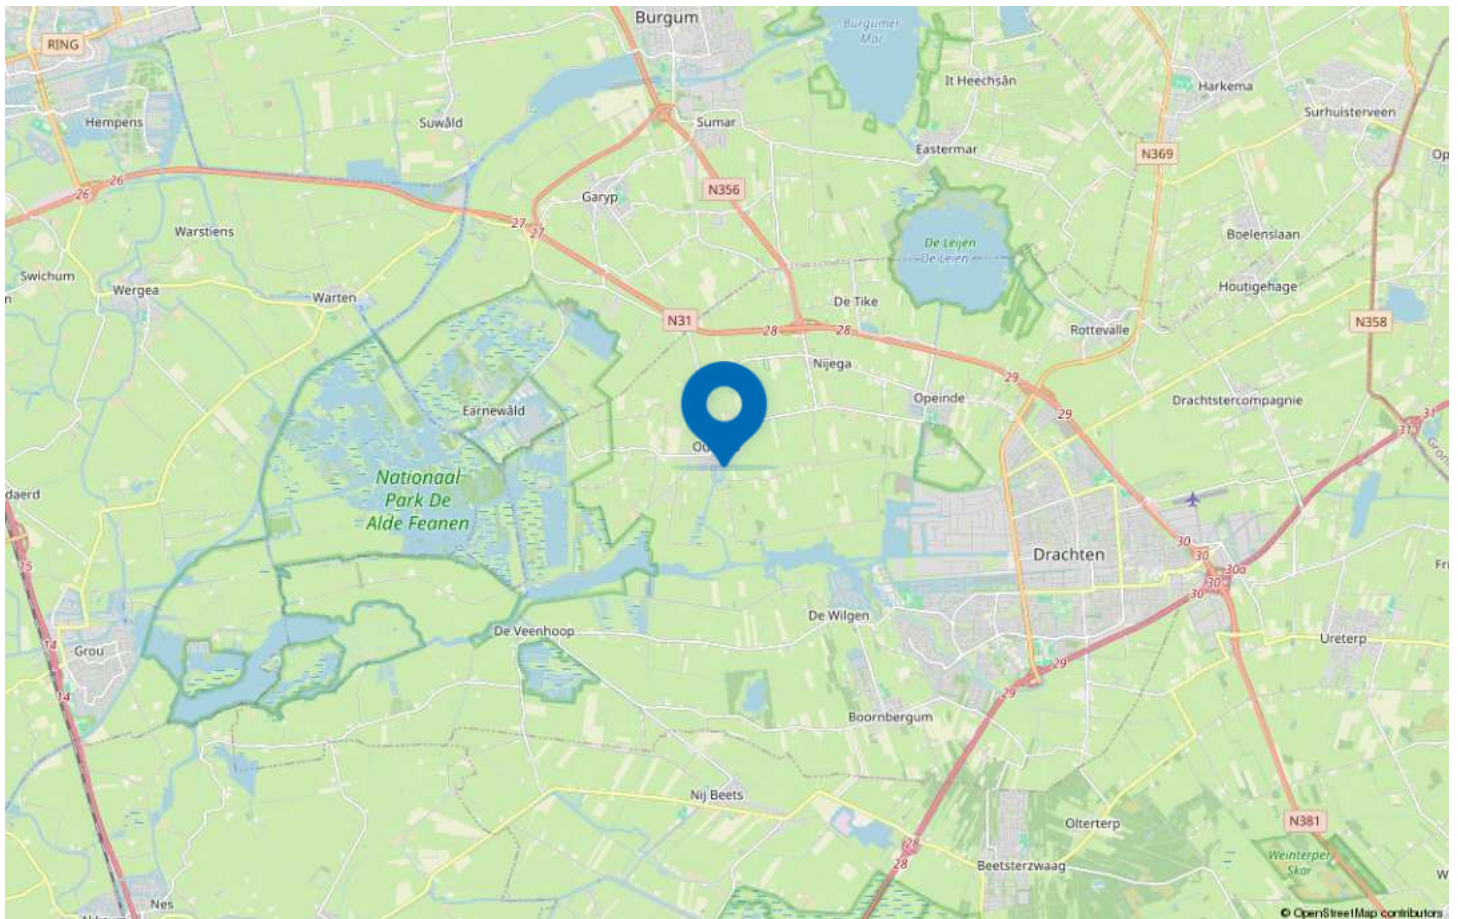 Burgum
Burgumer
Mar
RING
It Heechsân
Harkema
Surhuisterveen
Hempens
Suwâld
Sumar
Eastermar
N369
Op
26
26
N356
Garyp
27
27
Warstiens
De Leijen
De Leien
Boelenslaan
Swichum
Wergea
Warten
De Tike
Houtigehage
n
N31
28
28
Rottevalle
N358
Nijega
29
Opeinde
29
Drachtstercompagnie
31
31
Earnewâld
Nationaal
Park De
Alde Feanen
daerd
15
Drachten
30
30
30a
30
30
Fri
De Wilgen
De Veenhoop
14
Grou
Ureterp
29
29
14
Boornbergum
Nij Beets
Olterterp
N381
28
28
Beetsterzwaag
Weinterper
Skar
W
Nes
© OpenStreetMap contributors